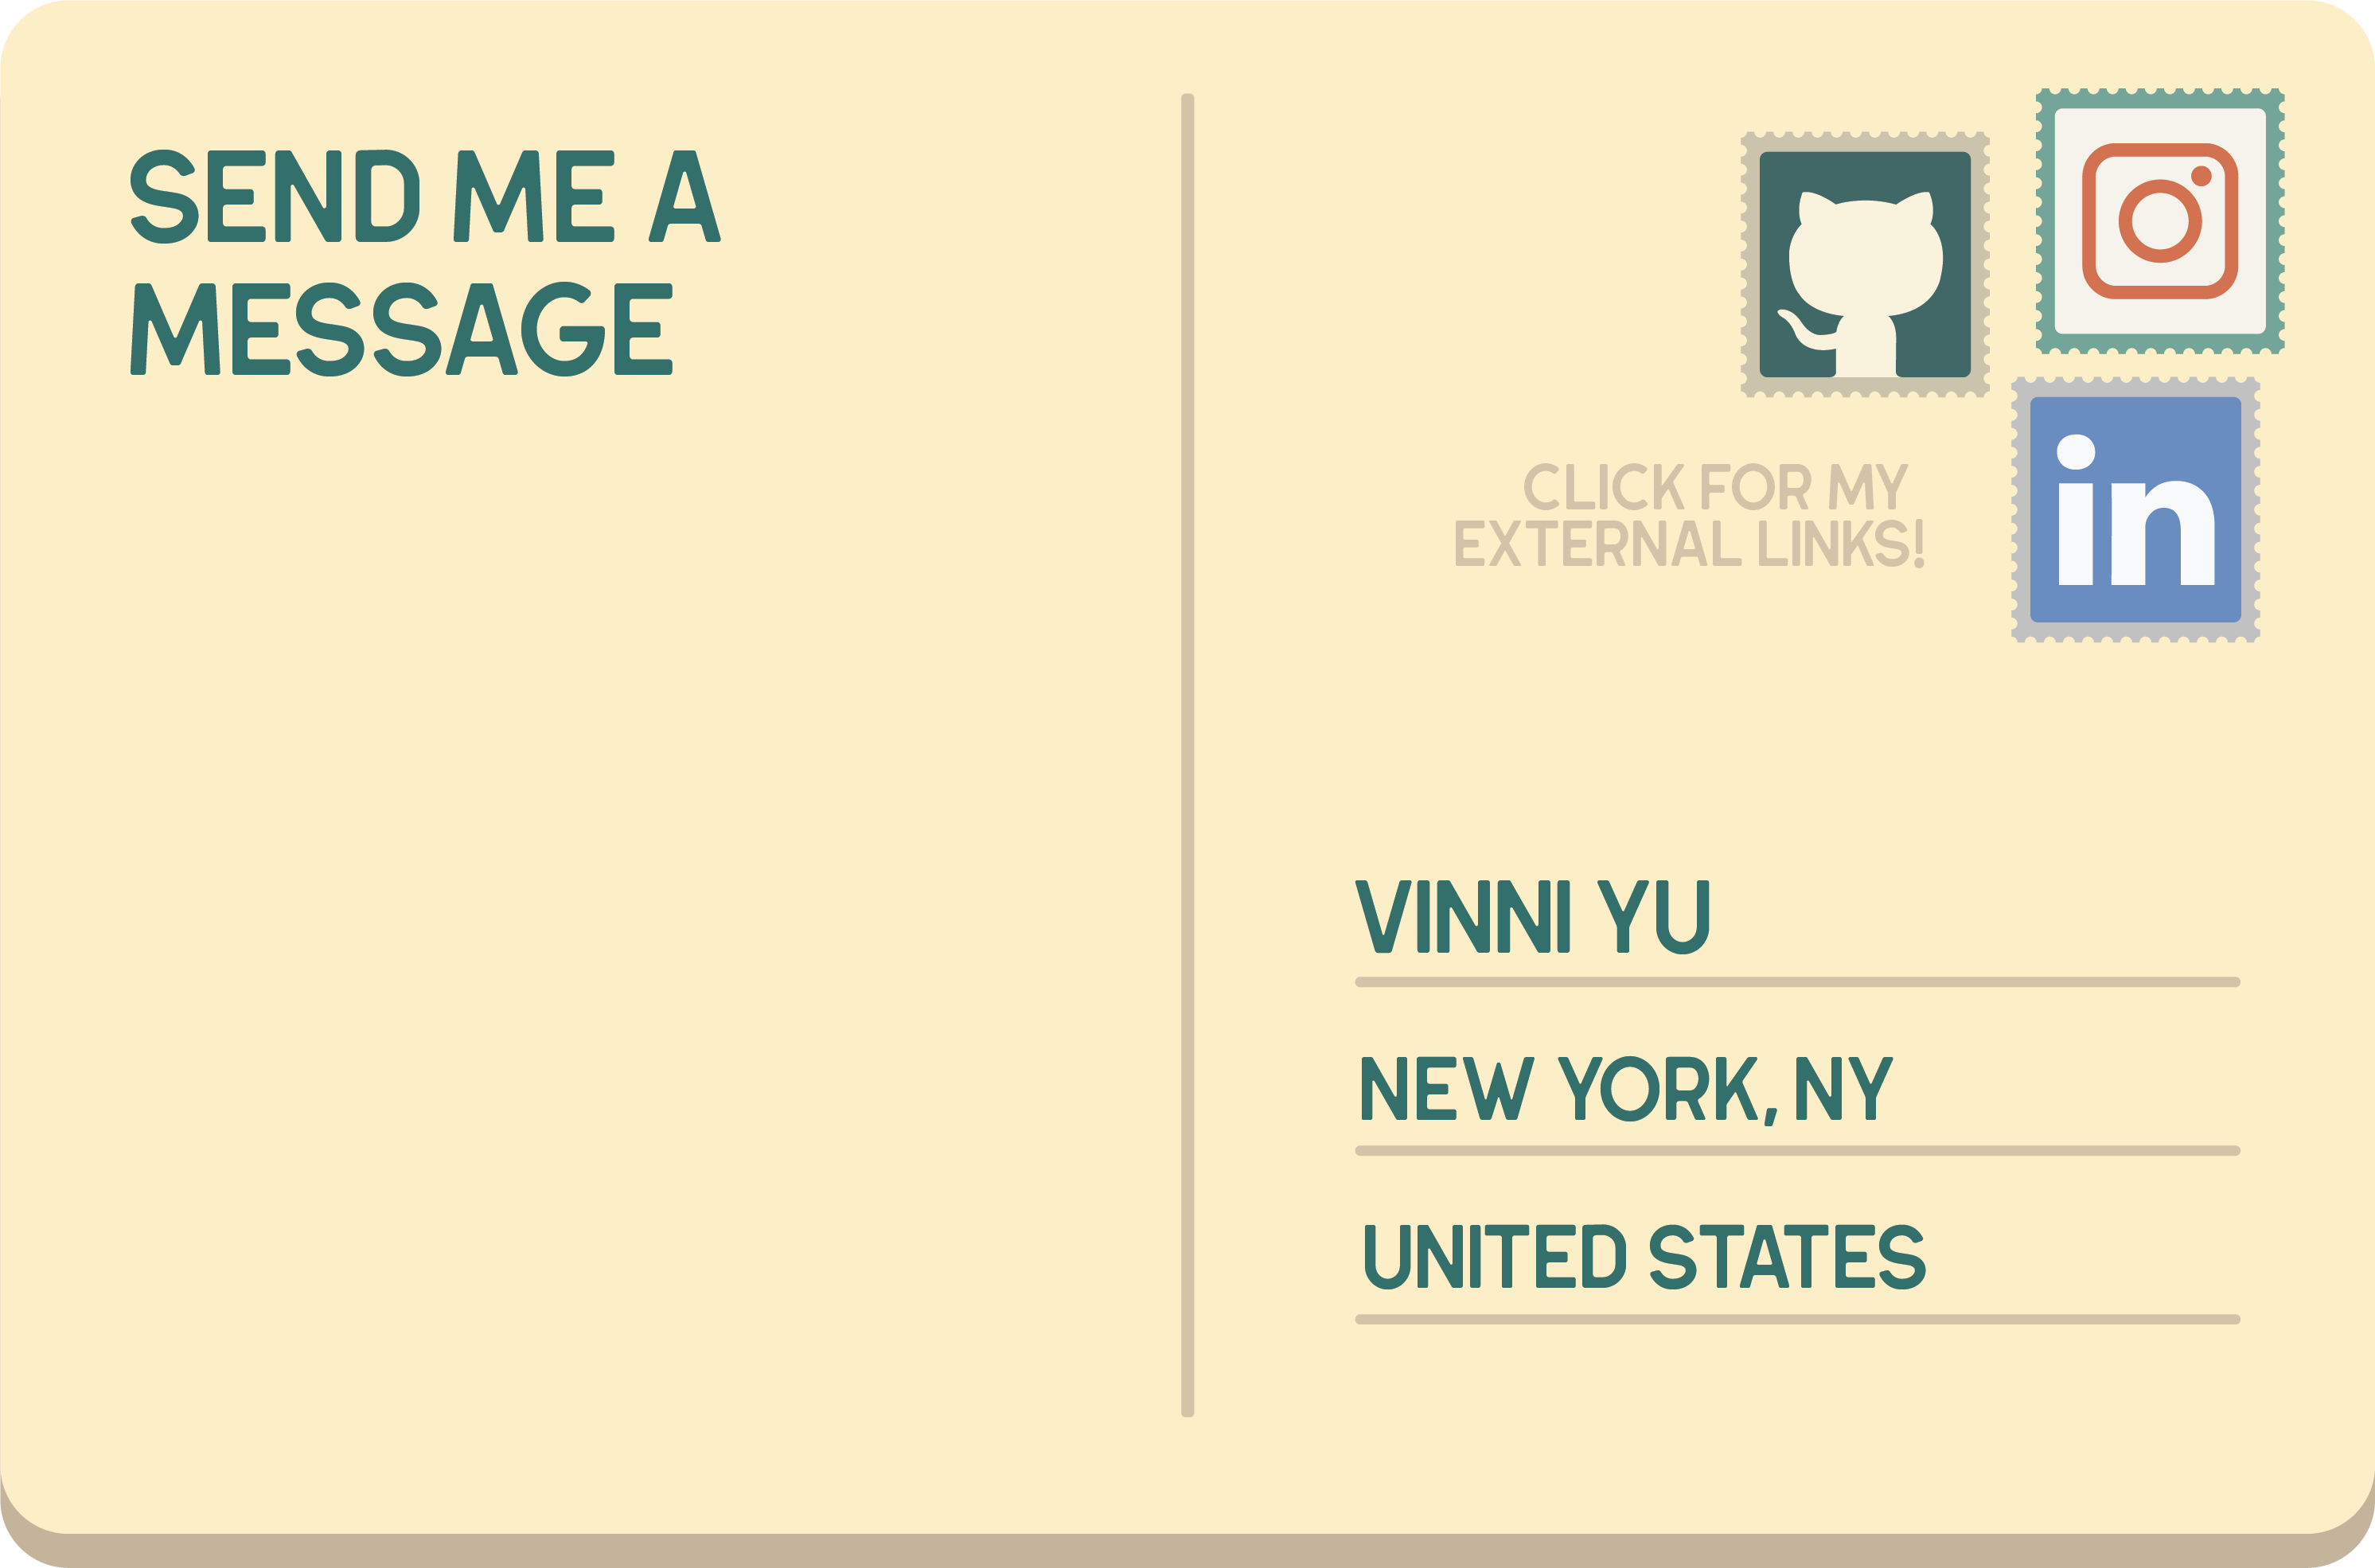 SEND ME A
MESSAGE
in
CLICK FOR MY
EXTERNAL LINKS!
VINNI YU
NEW YORK, NY
UNITED STATES